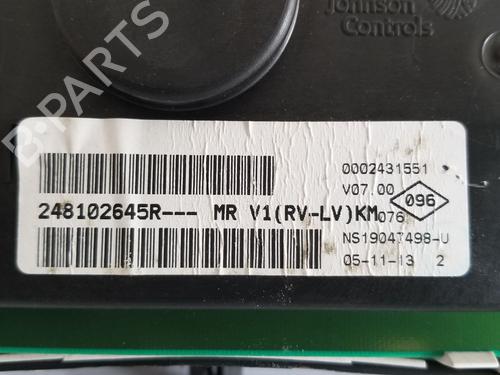 Johnson
Controls
B-PARTS
0002431551
V07.00
096
248102645R--- MR V1(RV-LV)KM
076
NS19047498-U
05-11-13 2